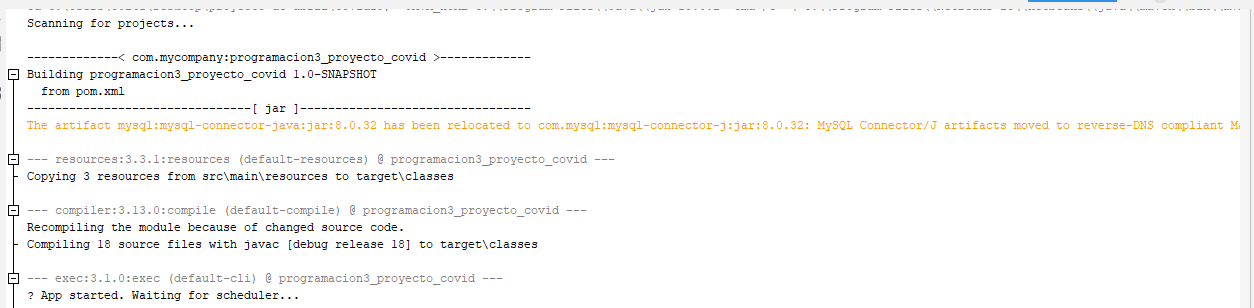 Scanning for projects...
-------------< com.mycompany:programacion3_proyecto_covid >-------------
Building programacion3_proyecto_covid 1.0-SNAPSHOT
from pom.xml
--------------------------------[ jar ]---------------------------------
The artifact mysql:mysql-connector-java:jar:8.0.32 has been relocated to com.mysql:mysql-connector-j:jar:8.0.32: MySQL Connector/J artifacts moved to reverse-DNS compliant
--- resources:3.3.1:resources (default-resources) @ programacion3_proyecto_covid ---
Copying 3 resources from src\main\resources to target\classes
--- compiler:3.13.0:compile (default-compile) @ programacion3_proyecto_covid ---
Recompiling the module because of changed source code.
Compiling 18 source files with javac [debug release 18] to target\classes
--- exec:3.1.0:exec (default-cli) @ programacion3_proyecto_covid ---
? App started. Waiting for scheduler...